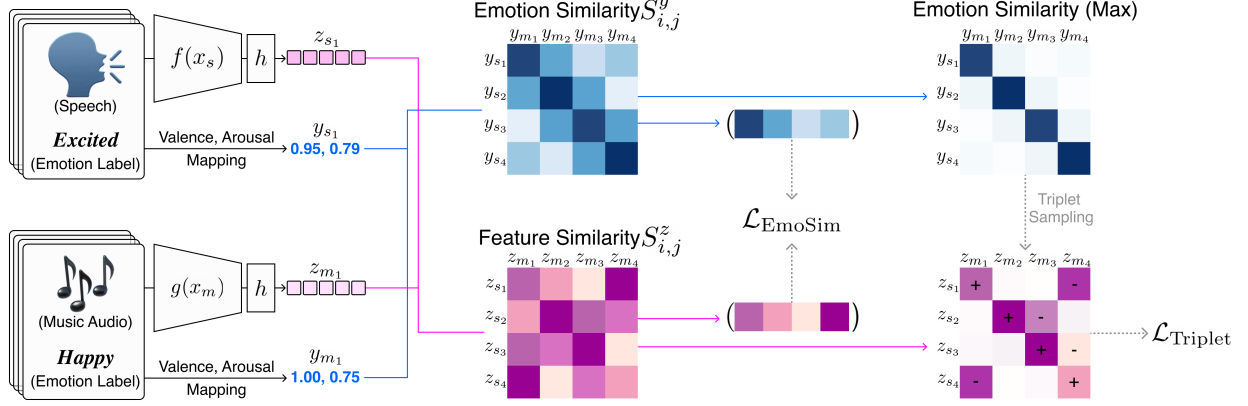 (Speech)
Excited
(Emotion Label)
f(x_s)
h
z_{s_1}
Valence, Arousal
Mapping
y_{s_1}
0.95, 0.79
(Music Audio)
Happy
(Emotion Label)
g(x_m)
h
z_{m_1}
Valence, Arousal
Mapping
y_{m_1}
1.00, 0.75
Emotion Similarity S^y_{i,j}
y_{m_1} y_{m_2} y_{m_3} y_{m_4}
y_{s_1}
y_{s_2}
y_{s_3}
y_{s_4}
( )
L_EmoSim
Feature Similarity S^z_{i,j}
z_{m_1} z_{m_2} z_{m_3} z_{m_4}
z_{s_1}
z_{s_2}
z_{s_3}
z_{s_4}
( )
Emotion Similarity (Max)
y_{m_1} y_{m_2} y_{m_3} y_{m_4}
y_{s_1}
y_{s_2}
y_{s_3}
y_{s_4}
Triplet
Sampling
z_{m_1} z_{m_2} z_{m_3} z_{m_4}
z_{s_1} + -
z_{s_2} + -
z_{s_3} + -
z_{s_4} - +
L_Triplet